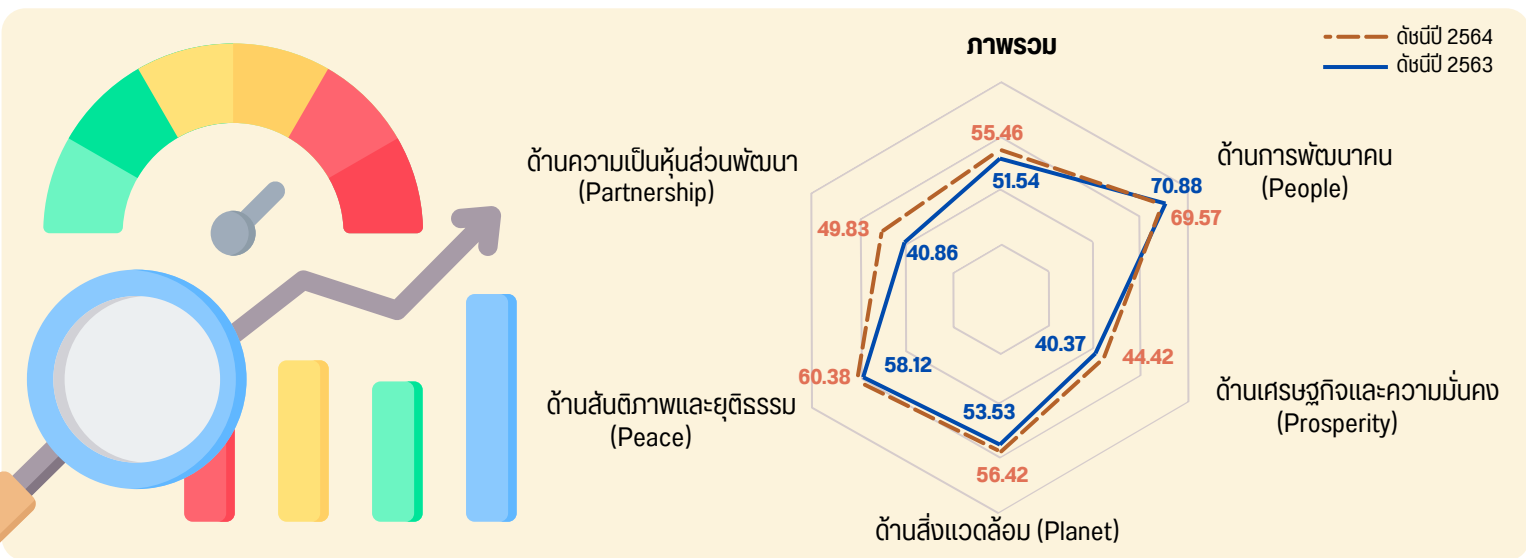 ภาพรวม
ดัชนีปี 2564
ดัชนีปี 2563
55.46
51.54
ด้านการพัฒนาคน
(People)
70.88
69.57
ด้านความเป็นหุ้นส่วนพัฒนา
(Partnership)
49.83
40.86
40.37
44.42
ด้านเศรษฐกิจและความมั่นคง
(Prosperity)
ด้านสันติภาพและยุติธรรม
(Peace)
60.38
58.12
53.53
56.42
ด้านสิ่งแวดล้อม (Planet)